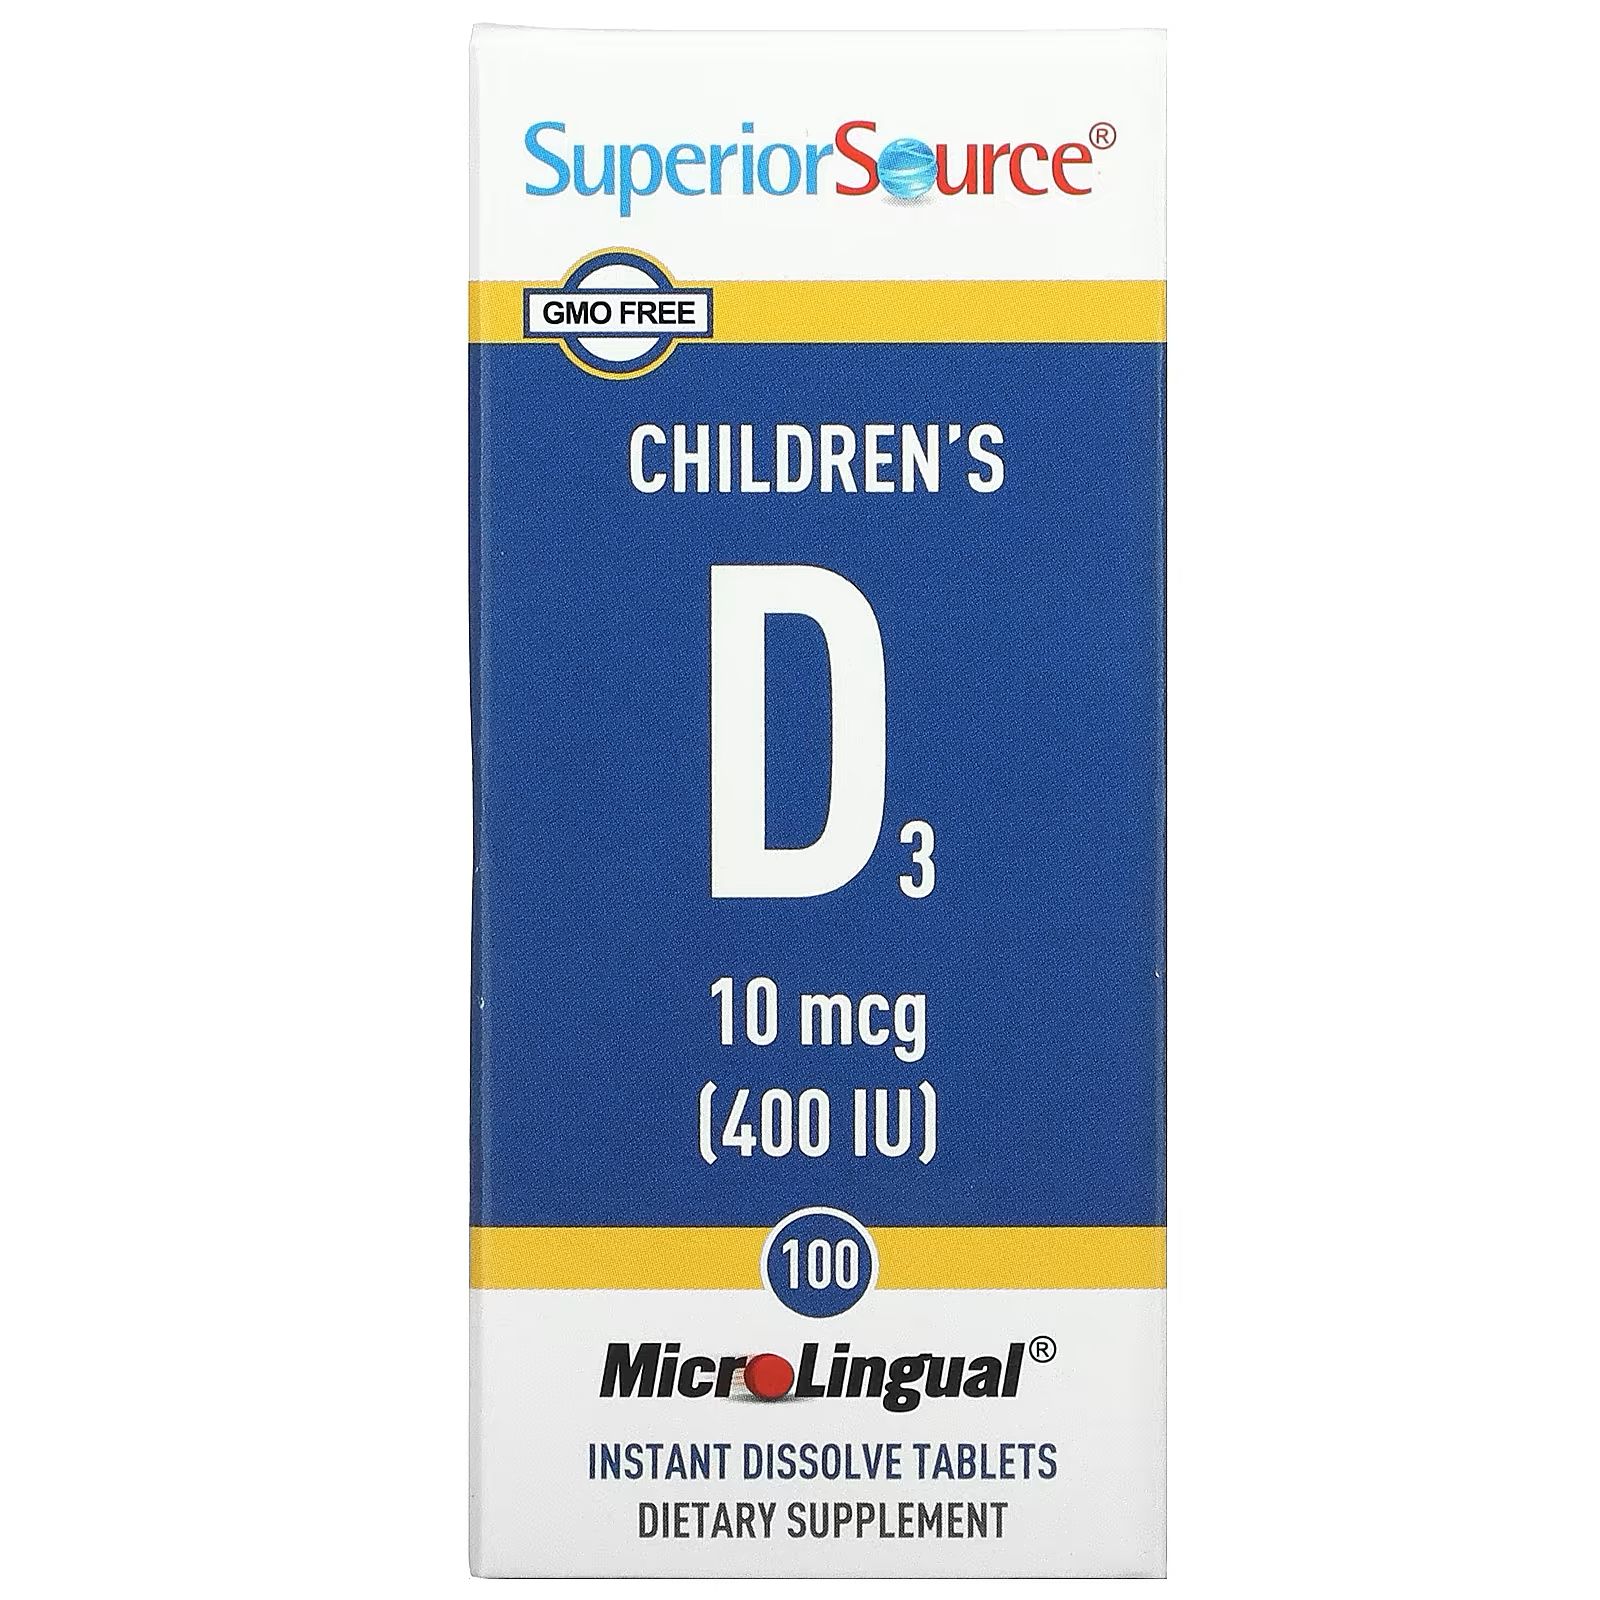 SuperiorSource®
GMO FREE
CHILDREN'S
D3
10 mcg
(400 IU)
100
MicroLingual®
INSTANT DISSOLVE TABLETS
DIETARY SUPPLEMENT